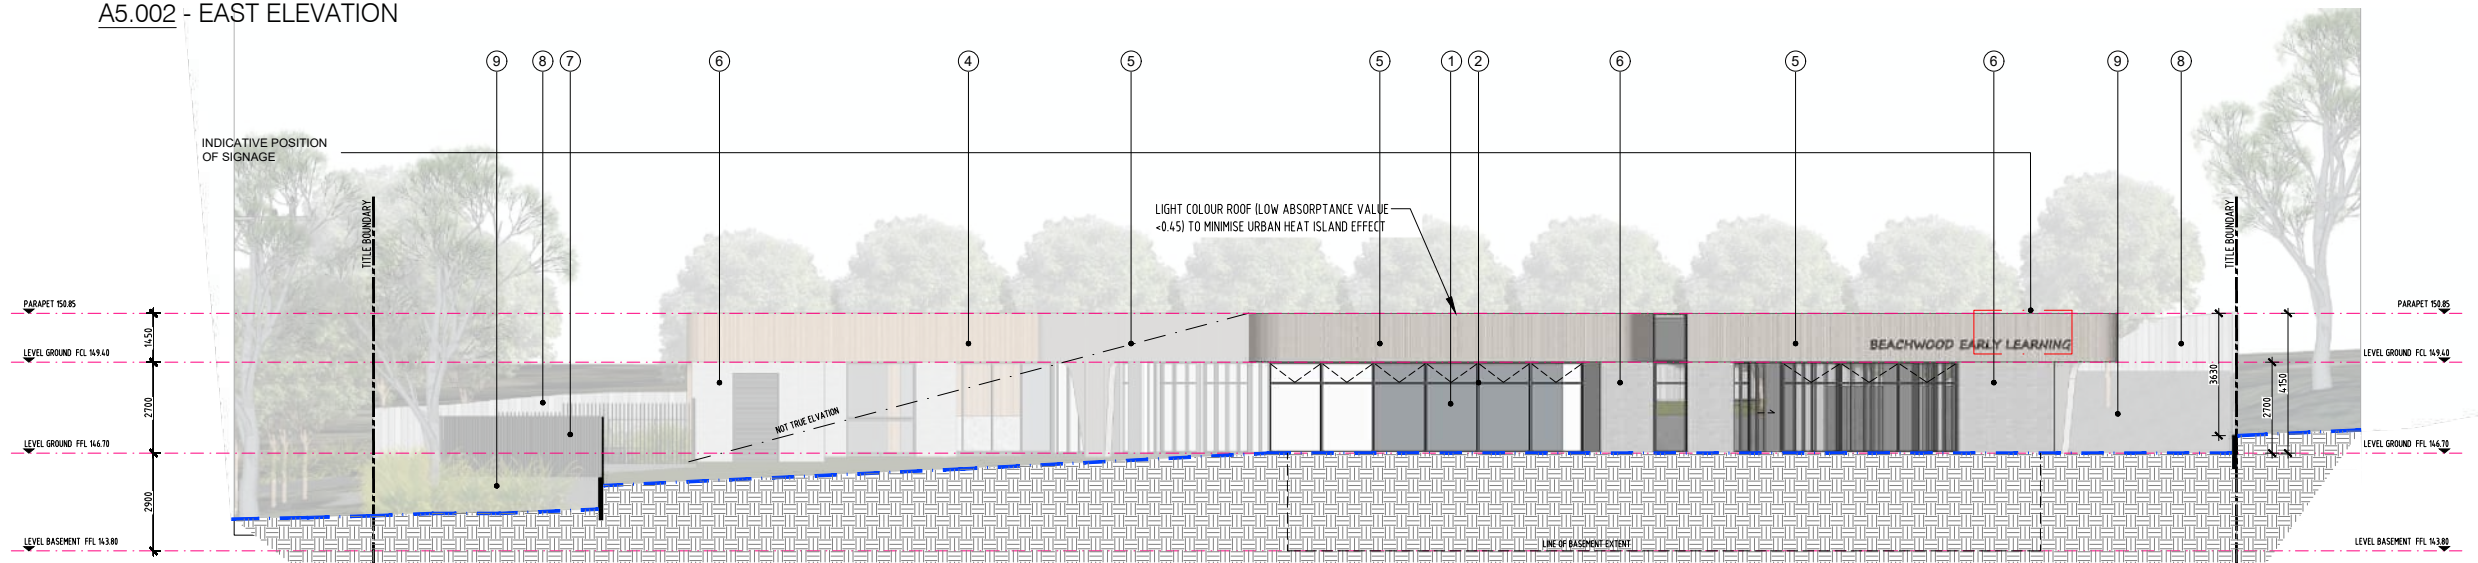 A5.002 - EAST ELEVATION
9 8 7 6 4 5 5 1 2 6 5 6 9 8
INDICATIVE POSITION
OF SIGNAGE
TITLE BOUNDARY
TITLE BOUNDARY
LIGHT COLOUR ROOF (LOW ABSORPTANCE VALUE
<0.45) TO MINIMISE URBAN HEAT ISLAND EFFECT
PARAPET 150.85
PARAPET 150.85
1450
BEACHWOOD EARLY LEARNING
LEVEL GROUND FCL 149.40
LEVEL GROUND FCL 149.40
3630
4150
2700
2700
NOT TRUE ELVATION
LEVEL GROUND FFL 146.70
LEVEL GROUND FFL 146.70
2900
LINE OF BASEMENT EXTENT
LEVEL BASEMENT FFL 143.80
LEVEL BASEMENT FFL 143.80